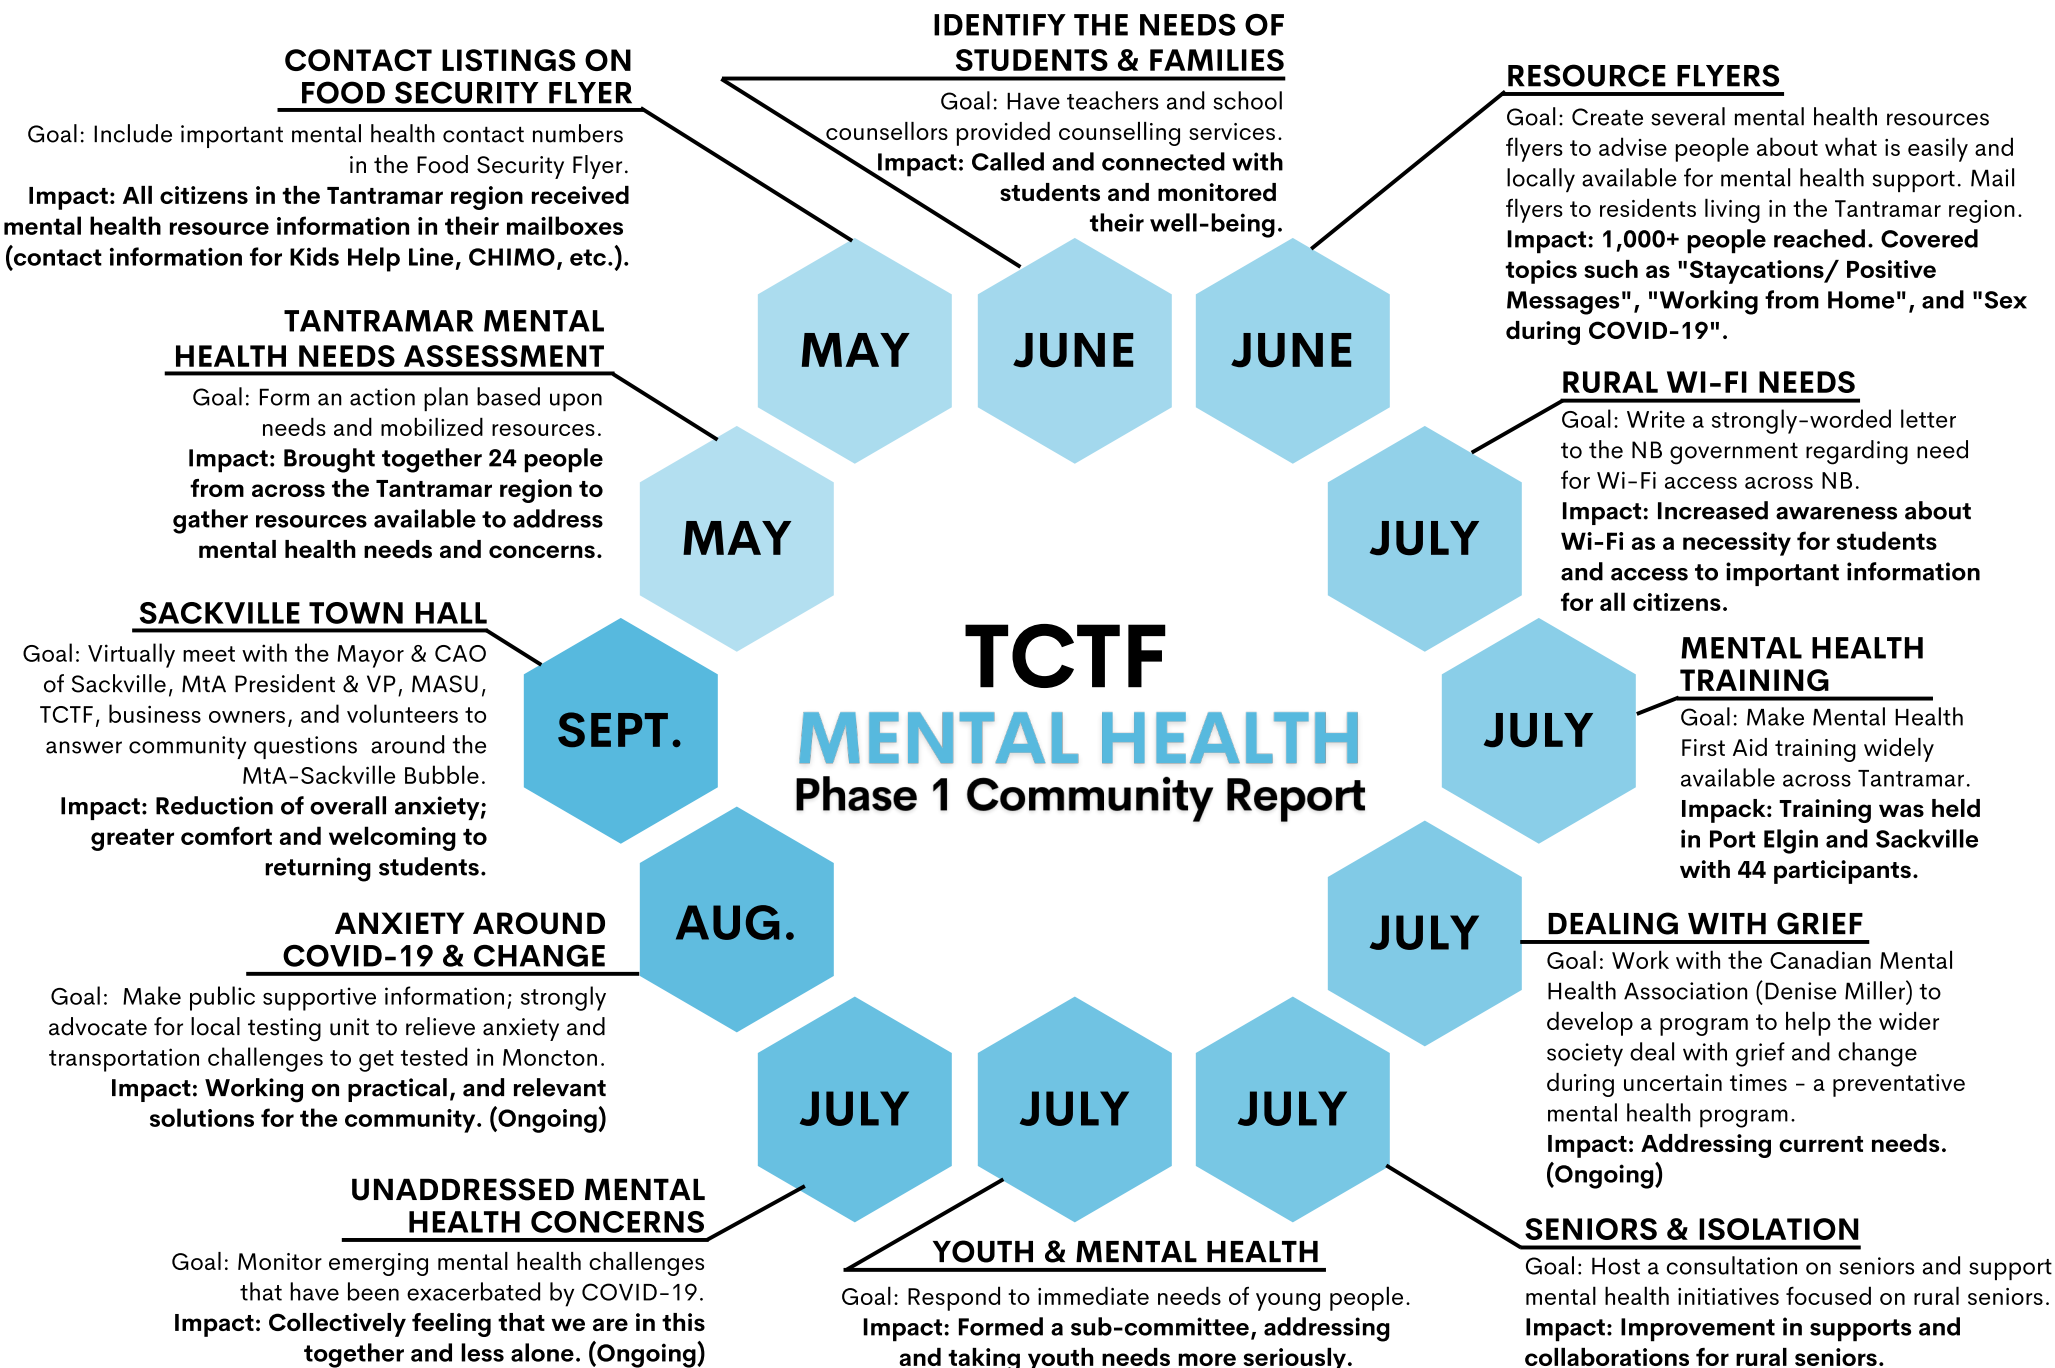 IDENTIFY THE NEEDS OF
STUDENTS & FAMILIES
Goal: Have teachers and school
counsellors provided counselling services.
Impact: Called and connected with
students and monitored
their well-being.
CONTACT LISTINGS ON
FOOD SECURITY FLYER
Goal: Include important mental health contact numbers
in the Food Security Flyer.
Impact: All citizens in the Tantramar region received
mental health resource information in their mailboxes
(contact information for Kids Help Line, CHIMO, etc.).
RESOURCE FLYERS
Goal: Create several mental health resources
flyers to advise people about what is easily and
locally available for mental health support. Mail
flyers to residents living in the Tantramar region.
Impact: 1,000+ people reached. Covered
topics such as "Staycations/ Positive
Messages", "Working from Home", and "Sex
during COVID-19".
TANTRAMAR MENTAL
HEALTH NEEDS ASSESSMENT
Goal: Form an action plan based upon
needs and mobilized resources.
Impact: Brought together 24 people
from across the Tantramar region to
gather resources available to address
mental health needs and concerns.
MAY
JUNE
JUNE
RURAL WI-FI NEEDS
Goal: Write a strongly-worded letter
to the NB government regarding need
for Wi-Fi access across NB.
Impact: Increased awareness about
Wi-Fi as a necessity for students
and access to important information
for all citizens.
MAY
JULY
SACKVILLE TOWN HALL
Goal: Virtually meet with the Mayor & CAO
of Sackville, MtA President & VP, MASU,
TCTF, business owners, and volunteers to
answer community questions around the
MtA-Sackville Bubble.
Impact: Reduction of overall anxiety;
greater comfort and welcoming to
returning students.
SEPT.
TCTF
MENTAL HEALTH
Phase 1 Community Report
JULY
MENTAL HEALTH
TRAINING
Goal: Make Mental Health
First Aid training widely
available across Tantramar.
Impack: Training was held
in Port Elgin and Sackville
with 44 participants.
ANXIETY AROUND
COVID-19 & CHANGE
Goal: Make public supportive information; strongly
advocate for local testing unit to relieve anxiety and
transportation challenges to get tested in Moncton.
Impact: Working on practical, and relevant
solutions for the community. (Ongoing)
AUG.
JULY
DEALING WITH GRIEF
Goal: Work with the Canadian Mental
Health Association (Denise Miller) to
develop a program to help the wider
society deal with grief and change
during uncertain times - a preventative
mental health program.
Impact: Addressing current needs.
(Ongoing)
JULY
JULY
JULY
UNADDRESSED MENTAL
HEALTH CONCERNS
Goal: Monitor emerging mental health challenges
that have been exacerbated by COVID-19.
Impact: Collectively feeling that we are in this
together and less alone. (Ongoing)
YOUTH & MENTAL HEALTH
Goal: Respond to immediate needs of young people.
Impact: Formed a sub-committee, addressing
and taking youth needs more seriously.
SENIORS & ISOLATION
Goal: Host a consultation on seniors and support
mental health initiatives focused on rural seniors.
Impact: Improvement in supports and
collaborations for rural seniors.